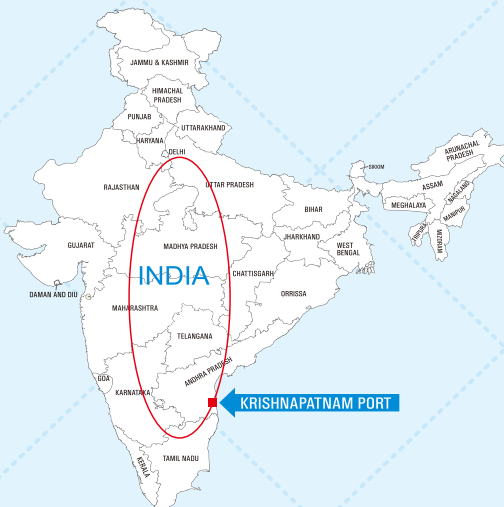 JAMMU & KASHMIR
HIMACHAL
PRADESH
PUNJAB
UTTARAKHAND
HARYANA
DELHI
ARUNACHAL
PRADESH
SIKKIM
RAJASTHAN
UTTAR PRADESH
ASSAM
NAGALAND
MEGHALAYA
BIHAR
MANIPUR
TRIPURA
MIZORAM
JHARKHAND
WEST
BENGAL
GUJARAT
MADHYA PRADESH
INDIA
CHATTISGARH
DAMAN AND DIU
ORRISSA
MAHARASHTRA
TELANGANA
ANDHRA PRADESH
GOA
KARNATAKA
KRISHNAPATNAM PORT
KERALA
TAMIL NADU